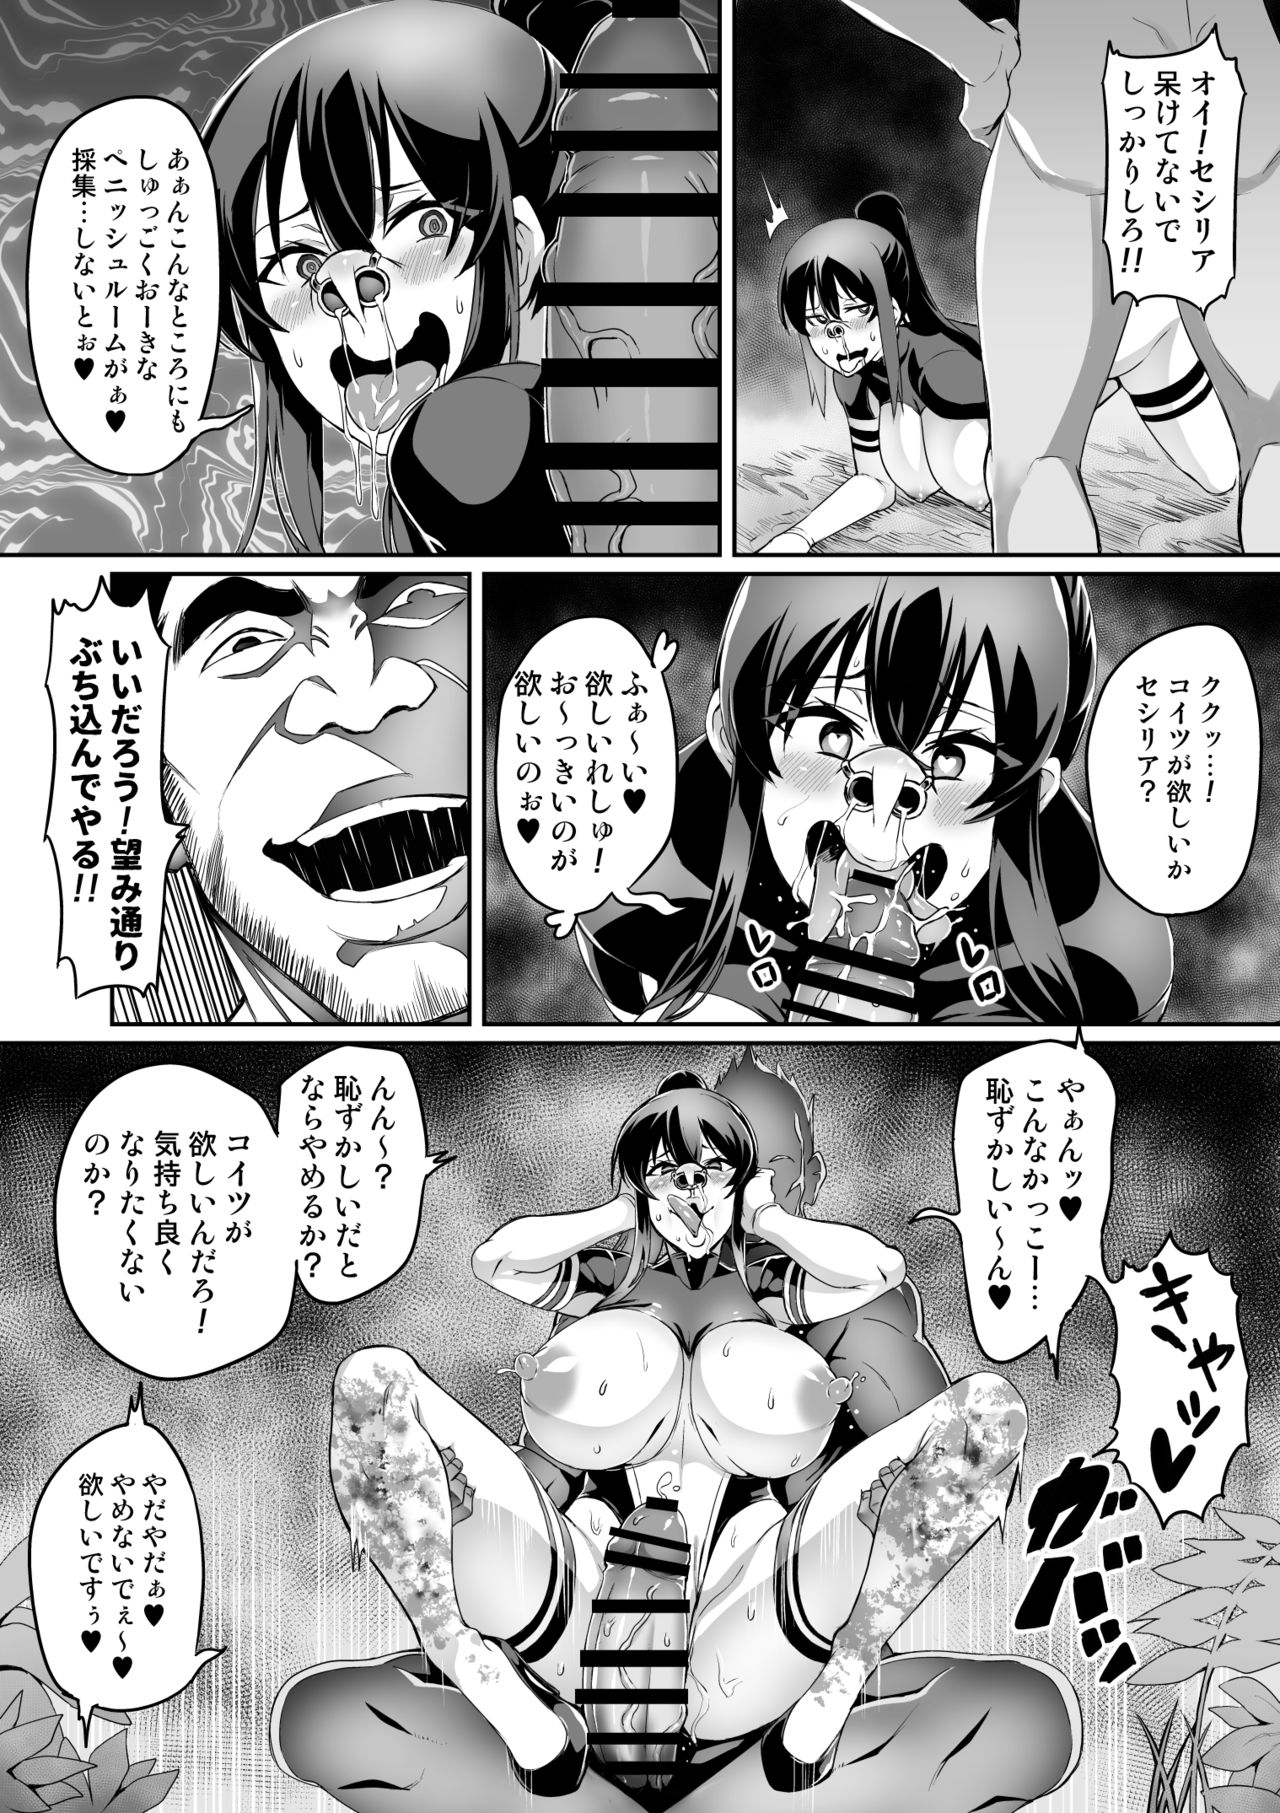 オイ！セシリア
呆けてないで
しっかりしろ!!
あぁんこんなところにも
しゅっごくおーきな
ペニッシュルームがぁ♥
採集…しないとぉ♥
ククッ…！
コイツが欲しいか
セシリア？
ふぁ～い♥
欲しいれしゅ！
お～っきいのが
欲しいのぉ♥
いいだろう！望み通り
ぶち込んでやる!!
やぁんッ♥
こんなかっこー…
恥ずかしい～ん♥
きゃッ♥
ガバッ
んん～？
恥ずかしいだと
ならやめるか？
コイツが
欲しいんだろ！
気持ち良く
なりたくない
のか？
やだやだぁ♥
やめないでぇ～♥
欲しいですぅ♥